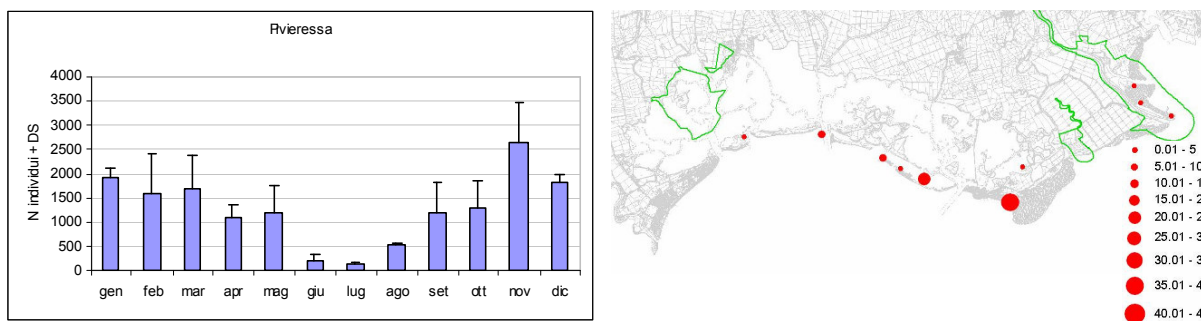 Pivieressa
4000
3500
3000
2500
2000
1500
1000
500
0
N individui + DS
gen feb mar apr mag giu lug ago set ott nov dic
0.01 - 5
5.01 - 10
10.01 - 1
15.01 - 2
20.01 - 2
25.01 - 3
30.01 - 3
35.01 - 4
40.01 - 4